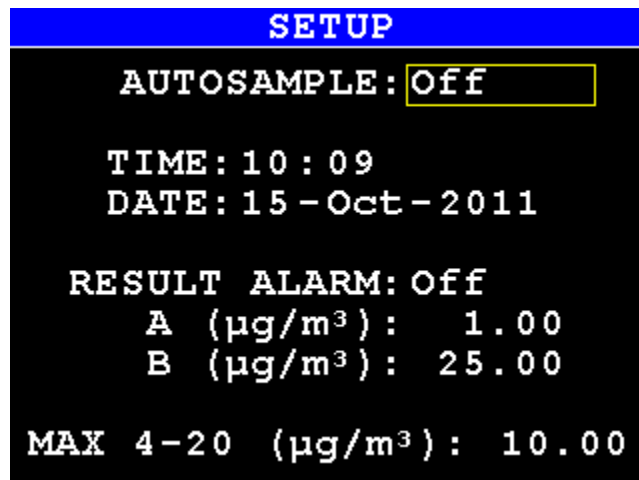 SETUP
AUTOSAMPLE: Off
TIME: 10:09
DATE: 15-Oct-2011
RESULT ALARM: Off
A (µg/m³): 1.00
B (µg/m³): 25.00
MAX 4-20 (µg/m³): 10.00